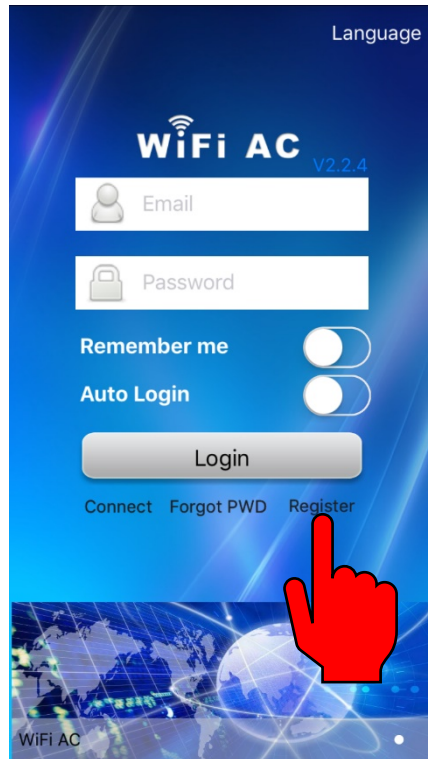 Language
WiFi AC
V2.2.4
Email
Password
Remember me
Auto Login
Login
Connect Forgot PWD Register
WiFi AC